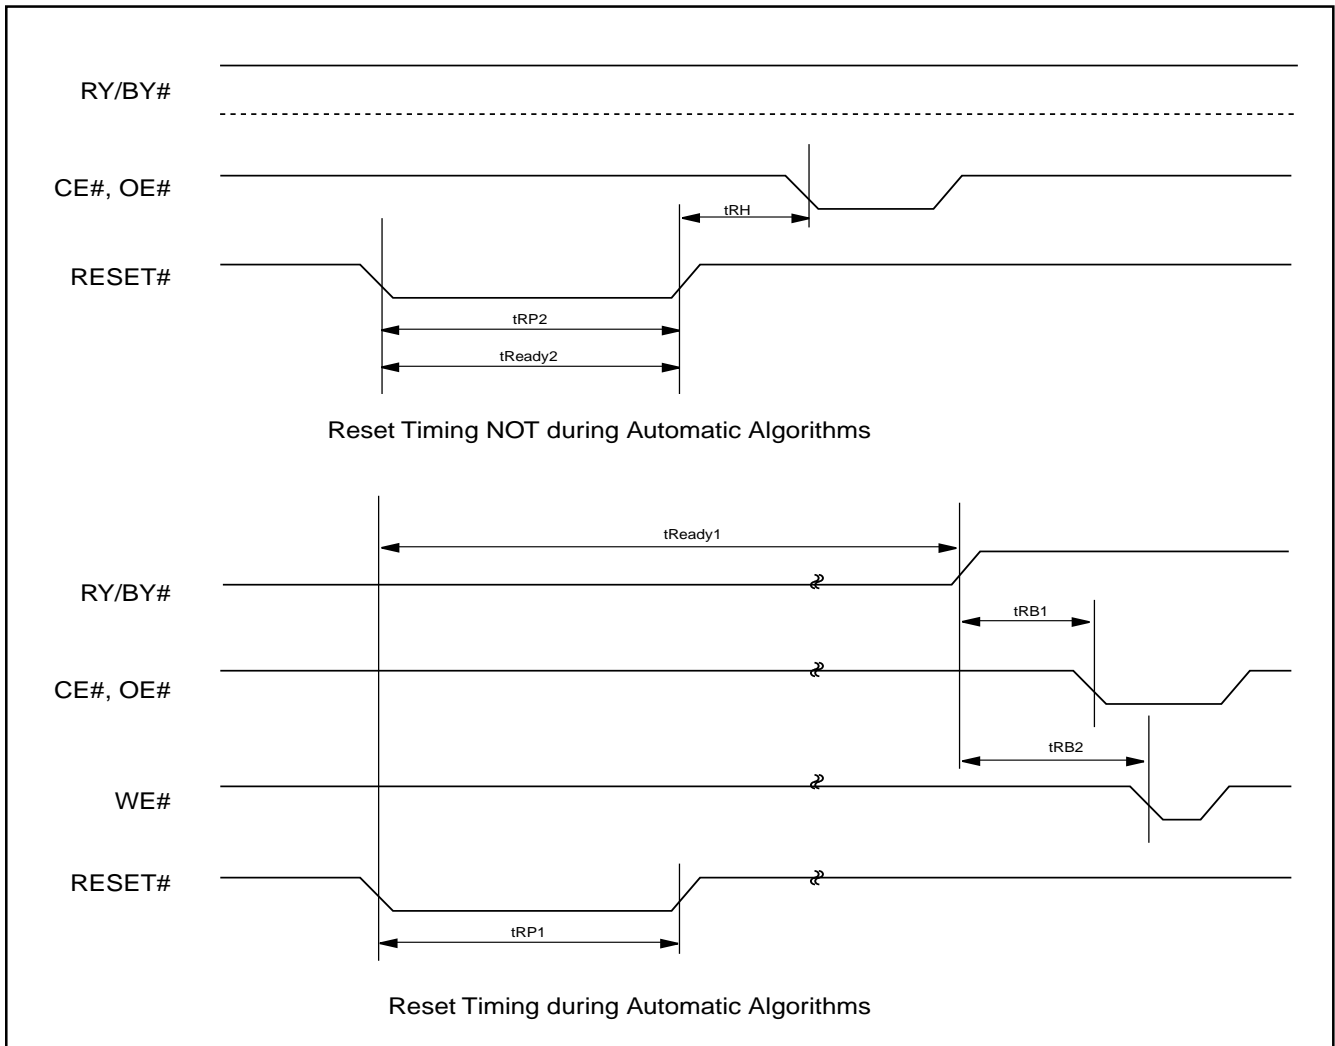 RY/BY#
CE#, OE#
tRH
RESET#
tRP2
tReady2
Reset Timing NOT during Automatic Algorithms
tReady1
RY/BY#
tRB1
CE#, OE#
tRB2
WE#
RESET#
tRP1
Reset Timing during Automatic Algorithms